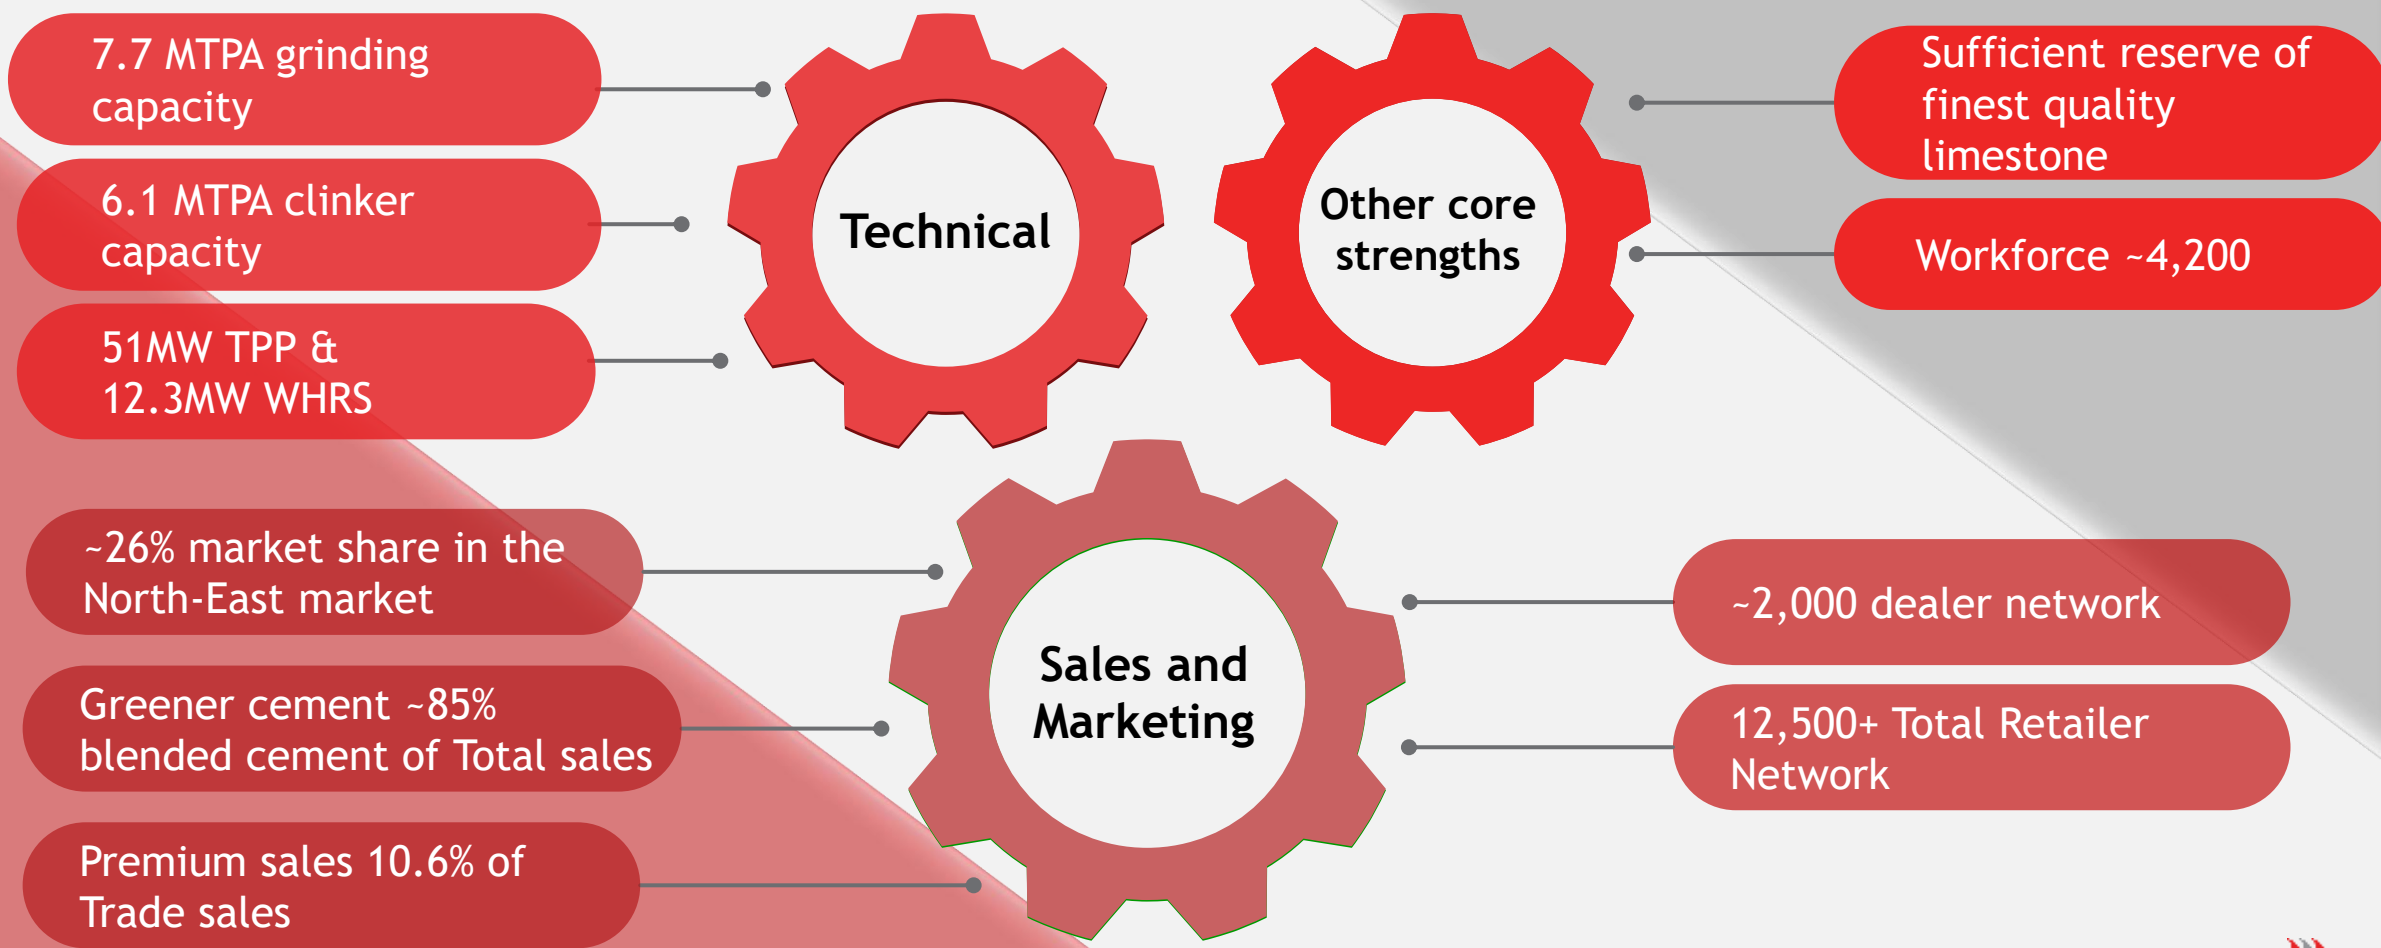 7.7 MTPA grinding
capacity
6.1 MTPA clinker
capacity
51MW TPP &
12.3MW WHRS
Technical
Other core
strengths
Sufficient reserve of
finest quality
limestone
Workforce ~4,200
~26% market share in the
North-East market
Greener cement ~85%
blended cement of Total sales
Premium sales 10.6% of
Trade sales
Sales and
Marketing
~2,000 dealer network
12,500+ Total Retailer
Network